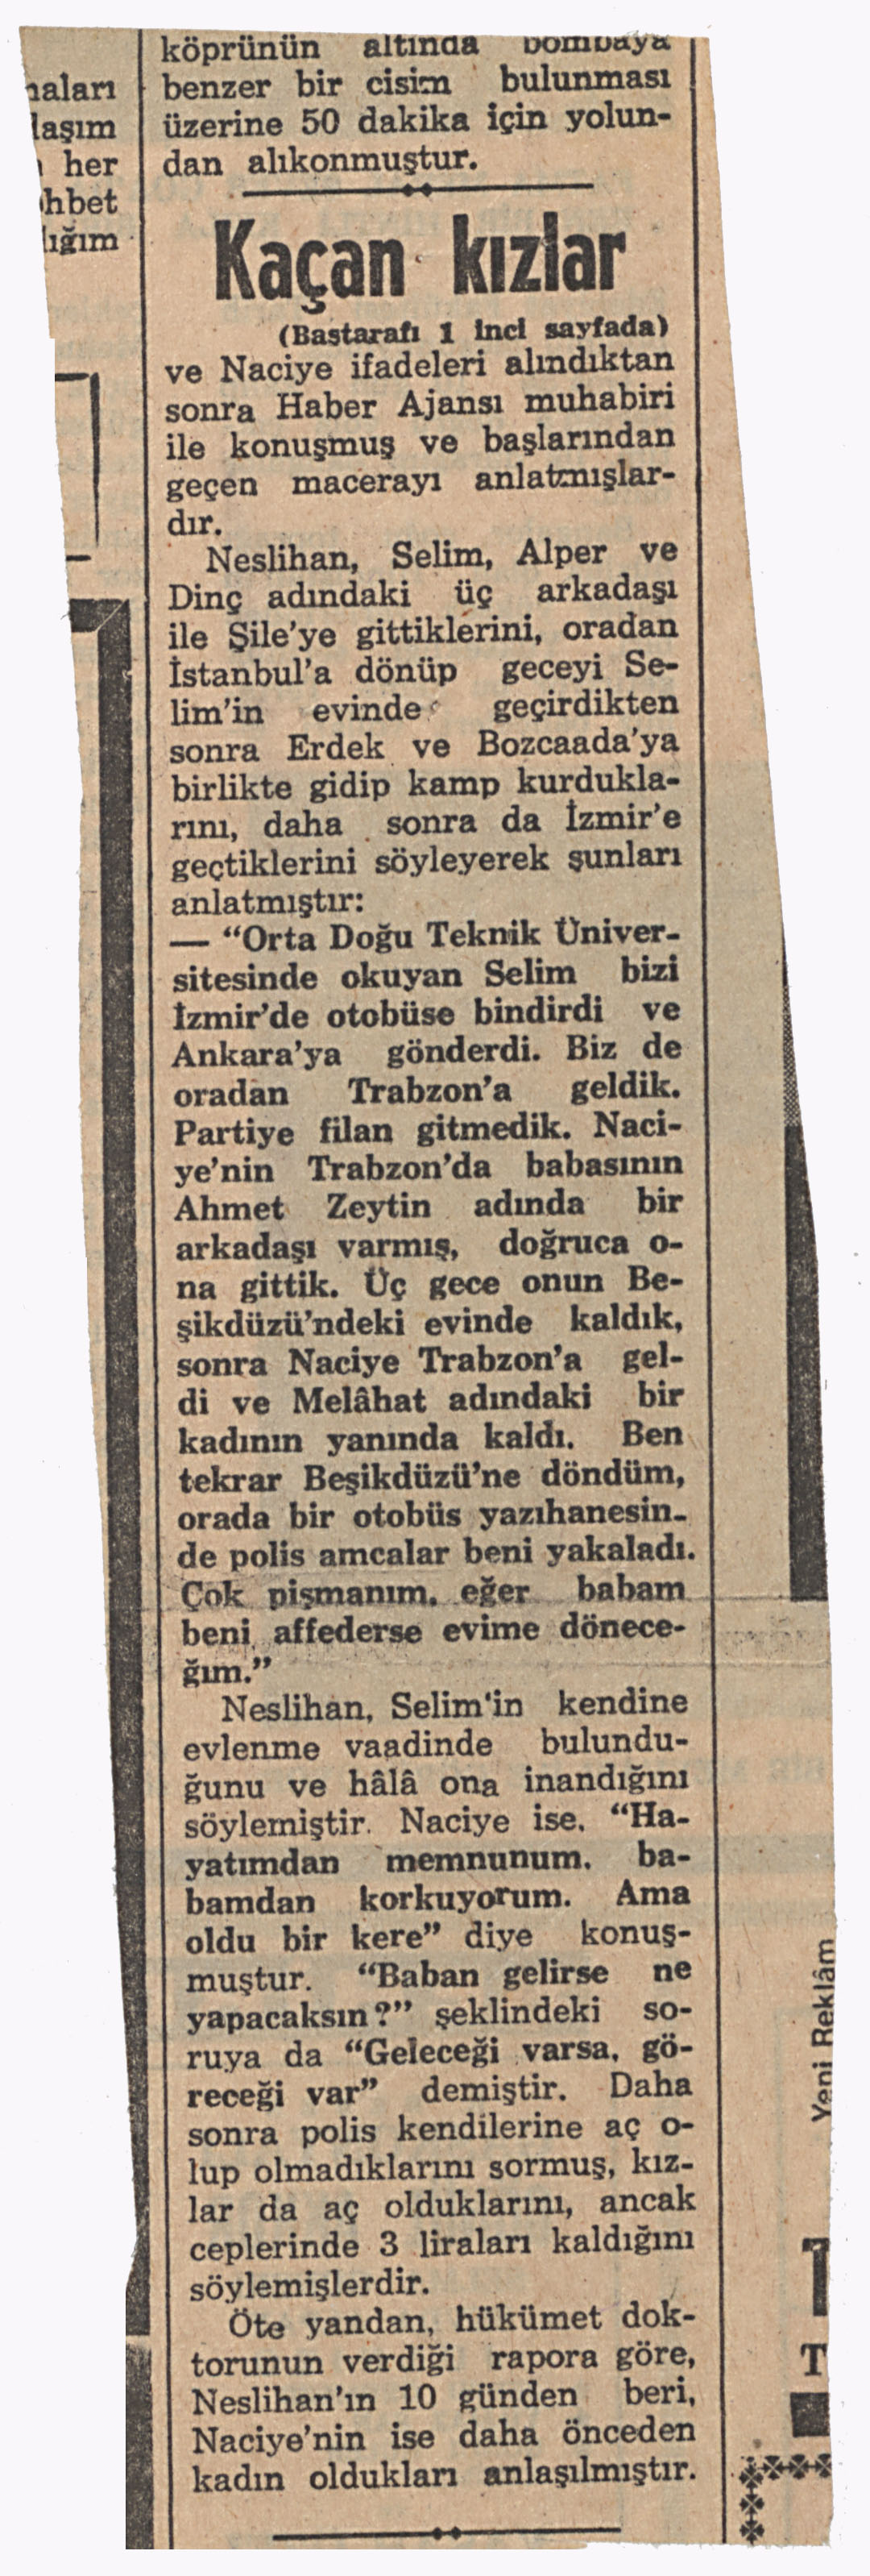 köprünün altında bombaya
benzer bir cisim bulunması
üzerine 50 dakika için yolun-
dan alıkonmuştur.
laşım
her
hbet
lığım
Kaçan kızlar
(Baştarafı 1 inci sayfada)
ve Naciye ifadeleri alındıktan
sonra Haber Ajansı muhabiri
ile konuşmuş ve başlarından
geçen macerayı anlatmışlar-
dır.
Neslihan, Selim, Alper ve
Dinç adındaki üç arkadaşı
ile Şile'ye gittiklerini, oradan
İstanbul'a dönüp geceyi Se-
lim'in evinde geçirdikten
sonra Erdek ve Bozcaada'ya
birlikte gidip kamp kurdukla-
rını, daha sonra da İzmir'e
geçtiklerini söyleyerek şunları
anlatmıştır:
— "Orta Doğu Teknik Üniver-
sitesinde okuyan Selim bizi
İzmir'de otobüse bindirdi ve
Ankara'ya gönderdi. Biz de
oradan Trabzon'a geldik.
Partiye filan gitmedik. Naci-
ye'nin Trabzon'da babasının
Ahmet Zeytin adında bir
arkadaşı varmış, doğruca o-
na gittik. Üç gece onun Be-
şikdüzü'ndeki evinde kaldık,
sonra Naciye Trabzon'a gel-
di ve Melâhat adındaki bir
kadının yanında kaldı. Ben
tekrar Beşikdüzü'ne döndüm,
orada bir otobüs yazıhanesin-
de polis amcalar beni yakaladı.
Çok pişmanım, eğer babam
beni affederse evime dönece-
ğım."
Neslihan, Selim'in kendine
evlenme vaadinde bulundu-
ğunu ve hâlâ ona inandığını
söylemiştir. Naciye ise, "Ha-
yatımdan memnunum, ba-
bamdan korkuyorum. Ama
oldu bir kere" diye konuş-
muştur. "Baban gelirse ne
yapacaksın?" şeklindeki so-
ruya da "Geleceği varsa, gö-
receği var" demiştir. Daha
sonra polis kendilerine aç o-
lup olmadıklarını sormuş, kız-
lar da aç olduklarını, ancak
ceplerinde 3 liraları kaldığını
söylemişlerdir.
Öte yandan, hükümet dok-
torunun verdiği rapora göre,
Neslihan'ın 10 günden beri,
Naciye'nin ise daha önceden
kadın oldukları anlaşılmıştır.
Yeni Reklâm
T